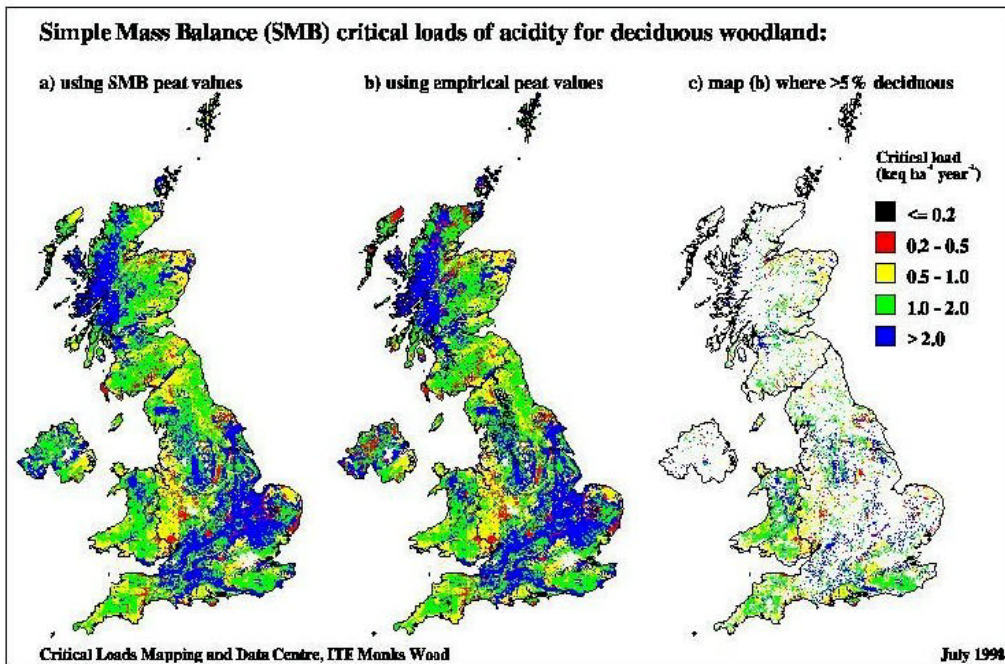 Simple Mass Balance (SMB) critical loads of acidity for deciduous woodland:
a) using SMB peat values
b) using empirical peat values
c) map (b) where >5% deciduous
Critical load
(keq ha⁻¹ year⁻¹)
<= 0.2
0.2 - 0.5
0.5 - 1.0
1.0 - 2.0
> 2.0
Critical Loads Mapping and Data Centre, ITE Monks Wood
July 1998